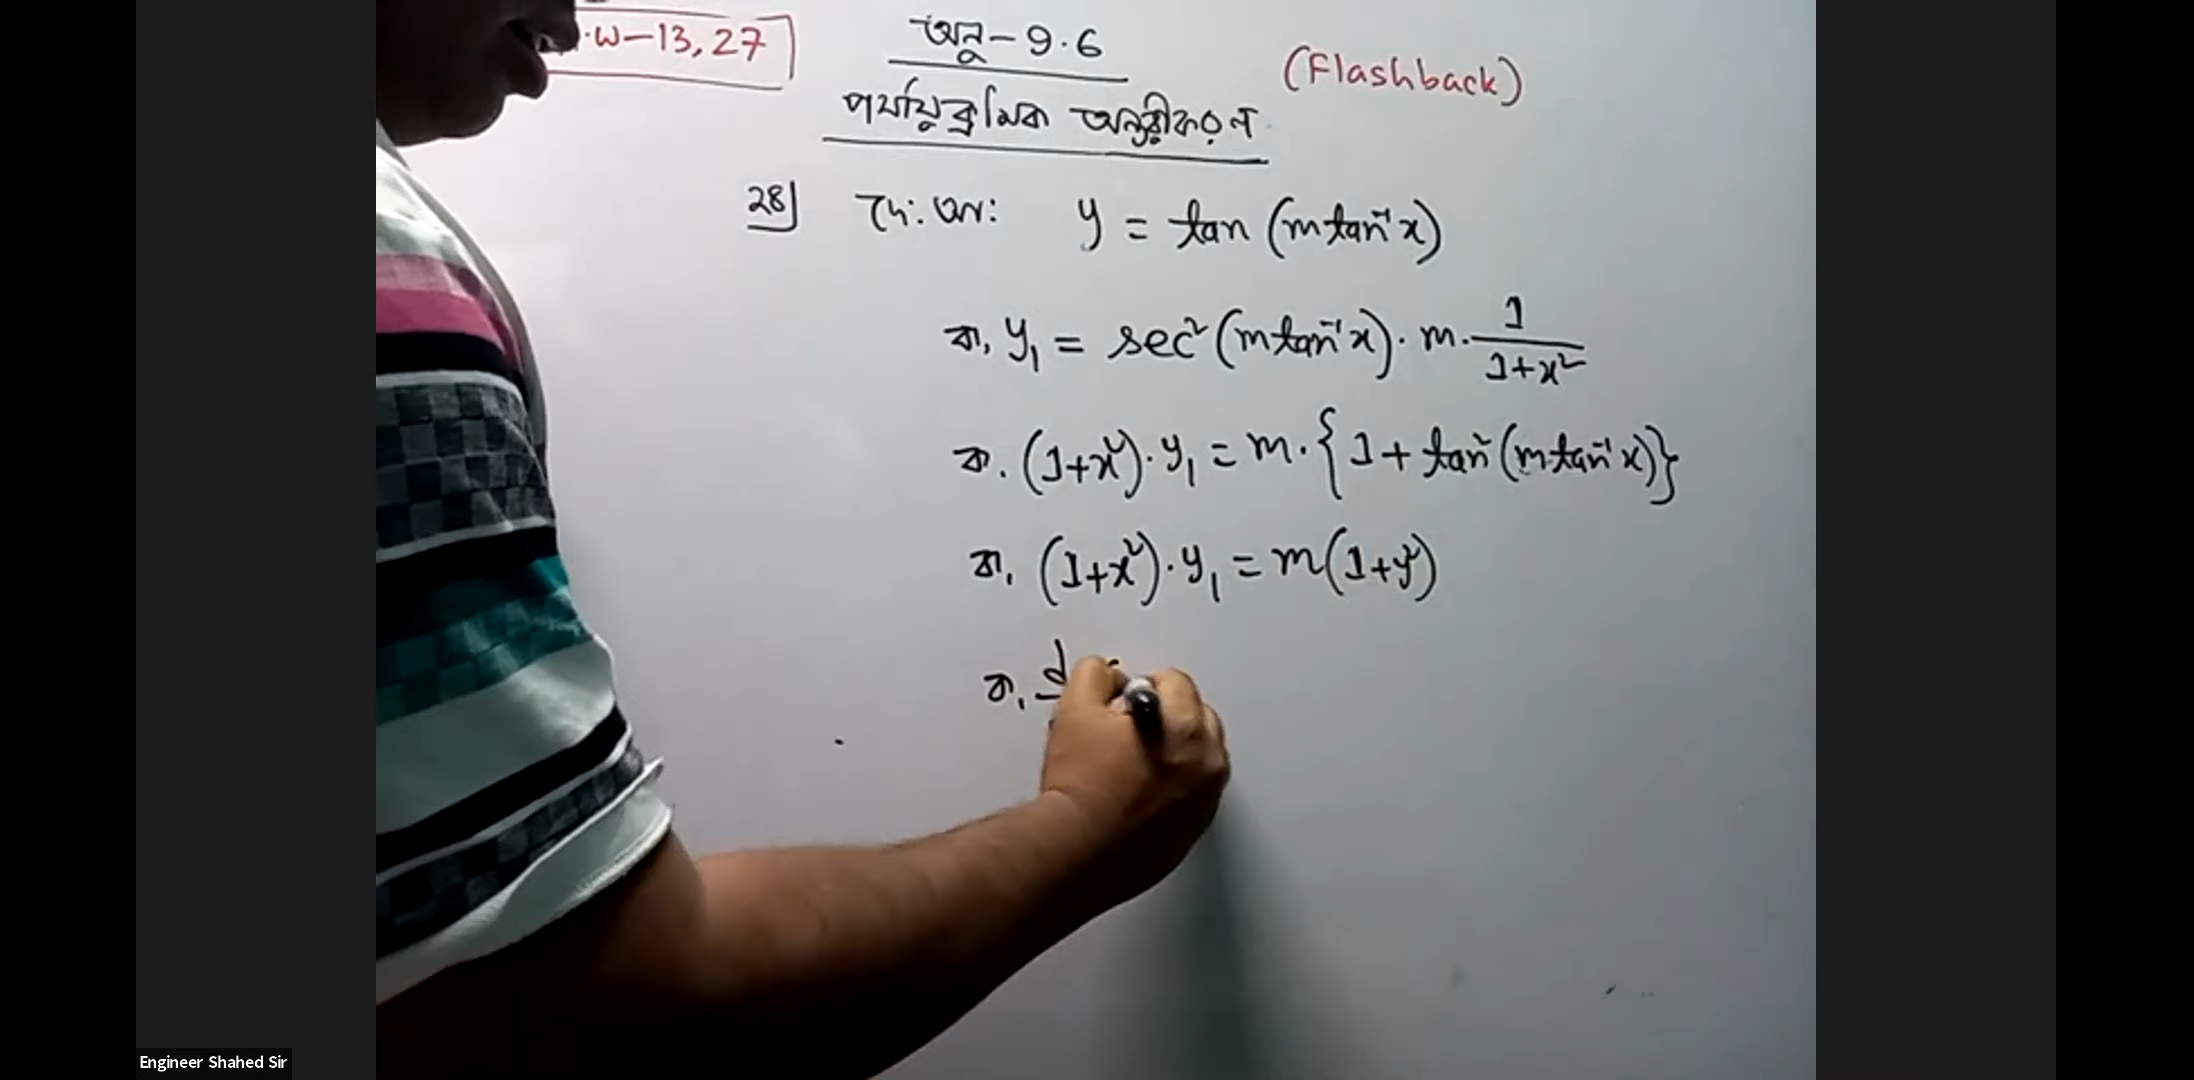 .W-13, 27
অনু - 9.6
(Flashback)
পর্যায়ক্রমিক অন্তরীকরণ
28] দে: আ: y = tan (m tan⁻¹ x)
বা, y₁ = sec² (m tan⁻¹ x) . m . 1/(1+x²)
বা, (1+x²) . y₁ = m . {1 + tan² (m tan⁻¹ x)}
বা, (1+x²) . y₁ = m (1+y²)
বা, d
Engineer Shahed Sir